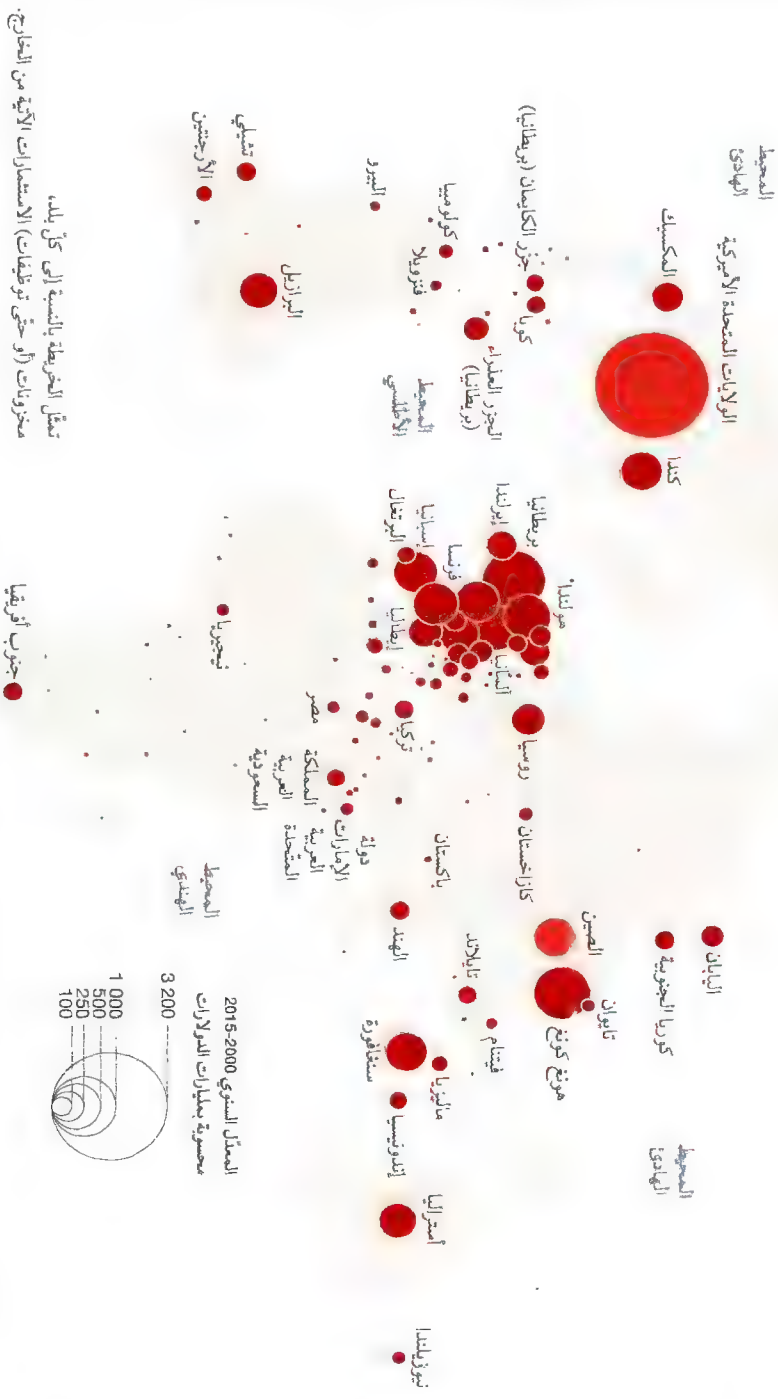 المحيط
الهادئ
الولايات المتحدة الأميركية
كندا
المكسيك
جزر الكايمان (بريطانيا)
كوبا
الجزر العذراء
(بريطانيا)
كولومبيا
فنزويلا
المحيط
الأطلسي
البيرو
البرازيل
تشيلي
الأرجنتين
بريطانيا
إيرلندا
هولندا
فرنسا
ألمانيا
إسبانيا
البرتغال
إيطاليا
روسيا
كازاخستان
تركيا
مصر
المملكة
العربية
السعودية
دولة
الإمارات
العربية
المتحدة
باكستان
الهند
نيجيريا
جنوب أفريقيا
المحيط
الهندي
اليابان
كوريا الجنوبية
الصين
تايوان
هونغ كونغ
تايلاند
فيتنام
ماليزيا
سنغافورة
إندونيسيا
أستراليا
نيوزيلندا
المحيط
الهادئ
المعدّل السنوي 2000-2015
محسوبة بمليارات الدولارات
3 200
1 000
500
250
100
تمثّل الخريطة بالنسبة إلى كلّ بلد،
مخزونات (أو حتى توظيفات) الاستثمارات الآتية من الخارج.